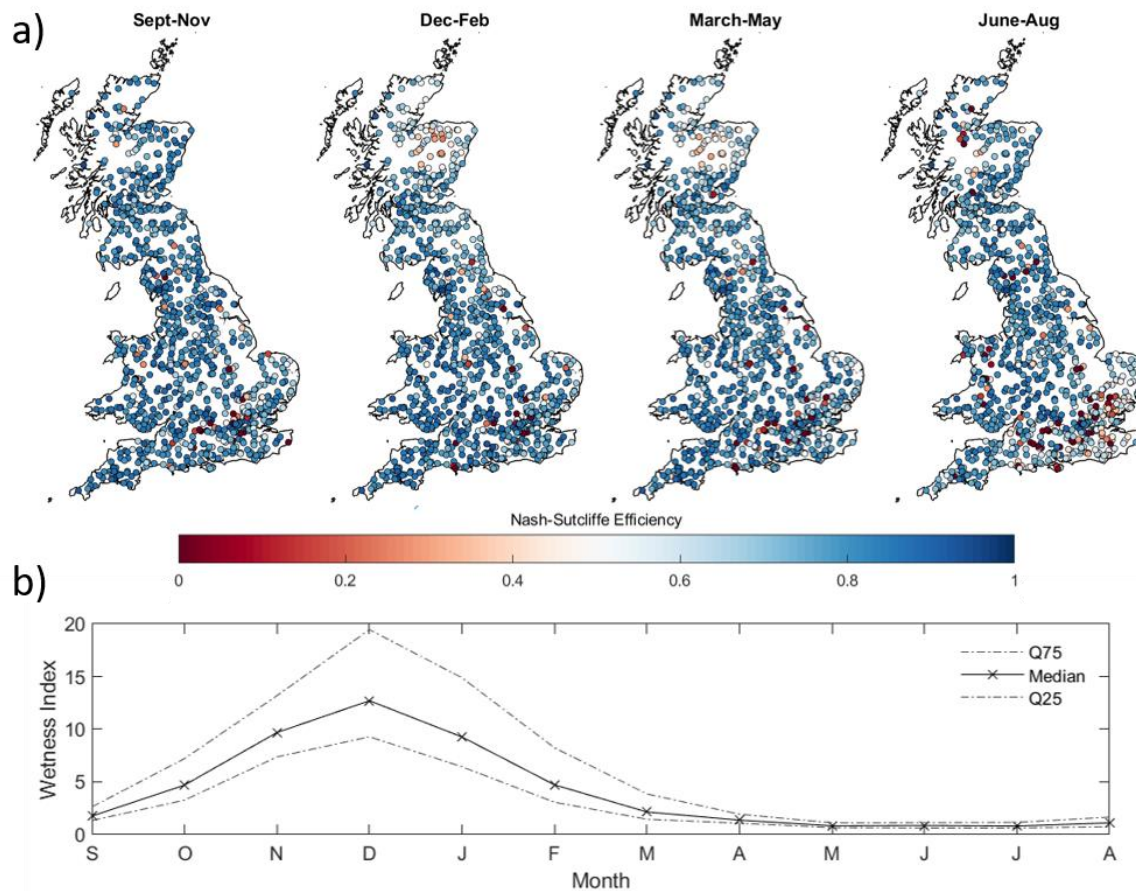 a)
Sept-Nov
Dec-Feb
March-May
June-Aug
Nash-Sutcliffe Efficiency
0 0.2 0.4 0.6 0.8 1
b)
20
15
10
5
0
Wetness Index
Q75
Median
Q25
S O N D J F M A M J J A
Month